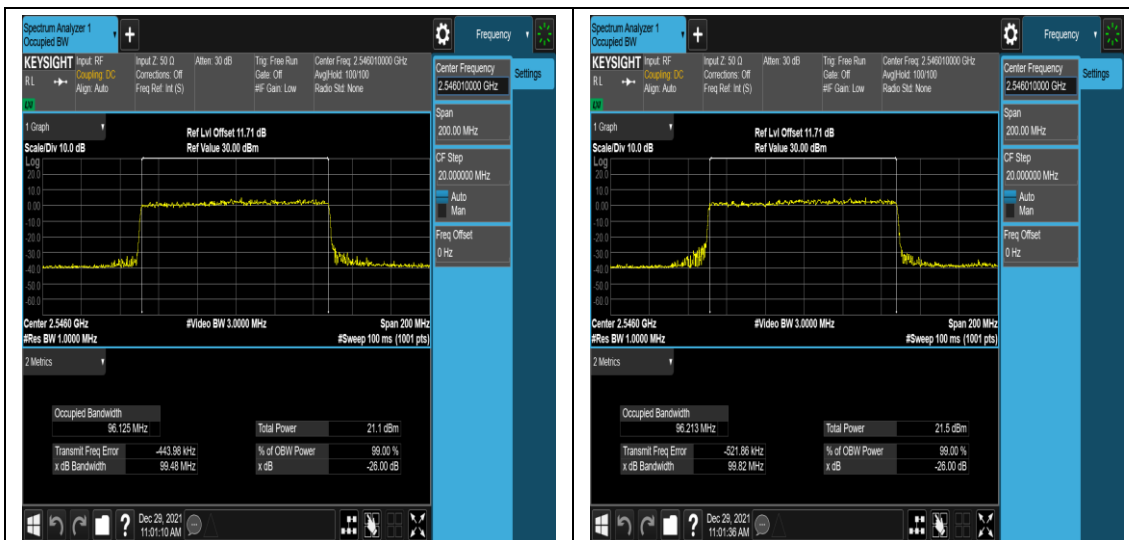 Spectrum Analyzer 1
Occupied BW
+
Frequency
KEYSIGHT
R L
Input: RF
Coupling: DC
Align: Auto
Input Z: 50 Ω
Corrections: Off
Freq Ref: Int (S)
Atten: 30 dB
Trig: Free Run
Gate: Off
#IF Gain: Low
Center Freq: 2.546010000 GHz
Avg|Hold: 100/100
Radio Std: None
Center Frequency
2.546010000 GHz
Settings
Span
200.00 MHz
CF Step
20.000000 MHz
Auto
Man
Freq Offset
0 Hz
1 Graph
Scale/Div 10.0 dB
Ref Lvl Offset 11.71 dB
Ref Value 30.00 dBm
Log
20.0
10.0
0.00
-10.0
-20.0
-30.0
-40.0
-50.0
-60.0
Center 2.5460 GHz
#Res BW 1.0000 MHz
#Video BW 3.0000 MHz
Span 200 MHz
#Sweep 100 ms (1001 pts)
2 Metrics
Occupied Bandwidth
96.125 MHz
Total Power 21.1 dBm
Transmit Freq Error -443.98 kHz
% of OBW Power 99.00 %
x dB Bandwidth 99.48 MHz
x dB -26.00 dB
?
Dec 29, 2021
11:01:10 AM
Spectrum Analyzer 1
Occupied BW
+
Frequency
KEYSIGHT
R L
Input: RF
Coupling: DC
Align: Auto
Input Z: 50 Ω
Corrections: Off
Freq Ref: Int (S)
Atten: 30 dB
Trig: Free Run
Gate: Off
#IF Gain: Low
Center Freq: 2.546010000 GHz
Avg|Hold: 100/100
Radio Std: None
Center Frequency
2.546010000 GHz
Settings
Span
200.00 MHz
CF Step
20.000000 MHz
Auto
Man
Freq Offset
0 Hz
1 Graph
Scale/Div 10.0 dB
Ref Lvl Offset 11.71 dB
Ref Value 30.00 dBm
Log
20.0
10.0
0.00
-10.0
-20.0
-30.0
-40.0
-50.0
-60.0
Center 2.5460 GHz
#Res BW 1.0000 MHz
#Video BW 3.0000 MHz
Span 200 MHz
#Sweep 100 ms (1001 pts)
2 Metrics
Occupied Bandwidth
96.213 MHz
Total Power 21.5 dBm
Transmit Freq Error -521.86 kHz
% of OBW Power 99.00 %
x dB Bandwidth 99.82 MHz
x dB -26.00 dB
?
Dec 29, 2021
11:01:36 AM